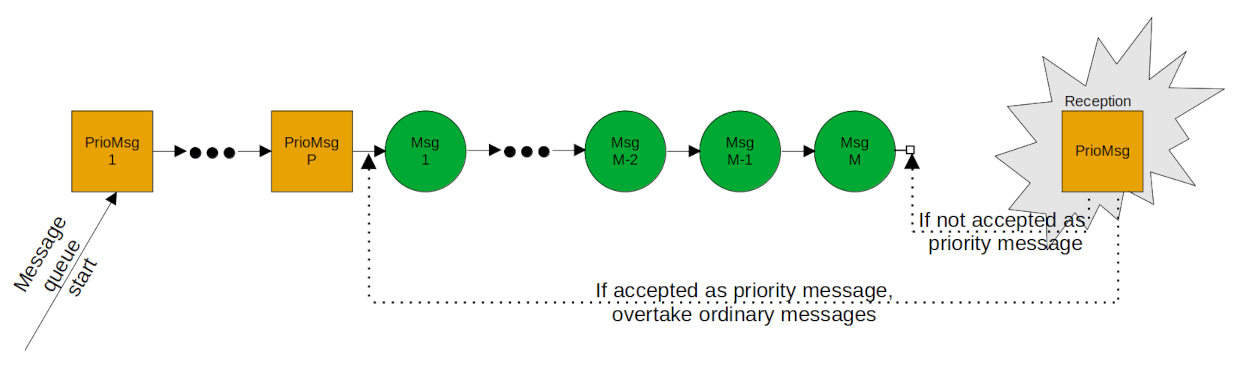 Reception
PrioMsg
1
PrioMsg
P
Msg
1
Msg
M-2
Msg
M-1
Msg
M
PrioMsg
Message
queue
start
If not accepted as
priority message
If accepted as priority message,
overtake ordinary messages